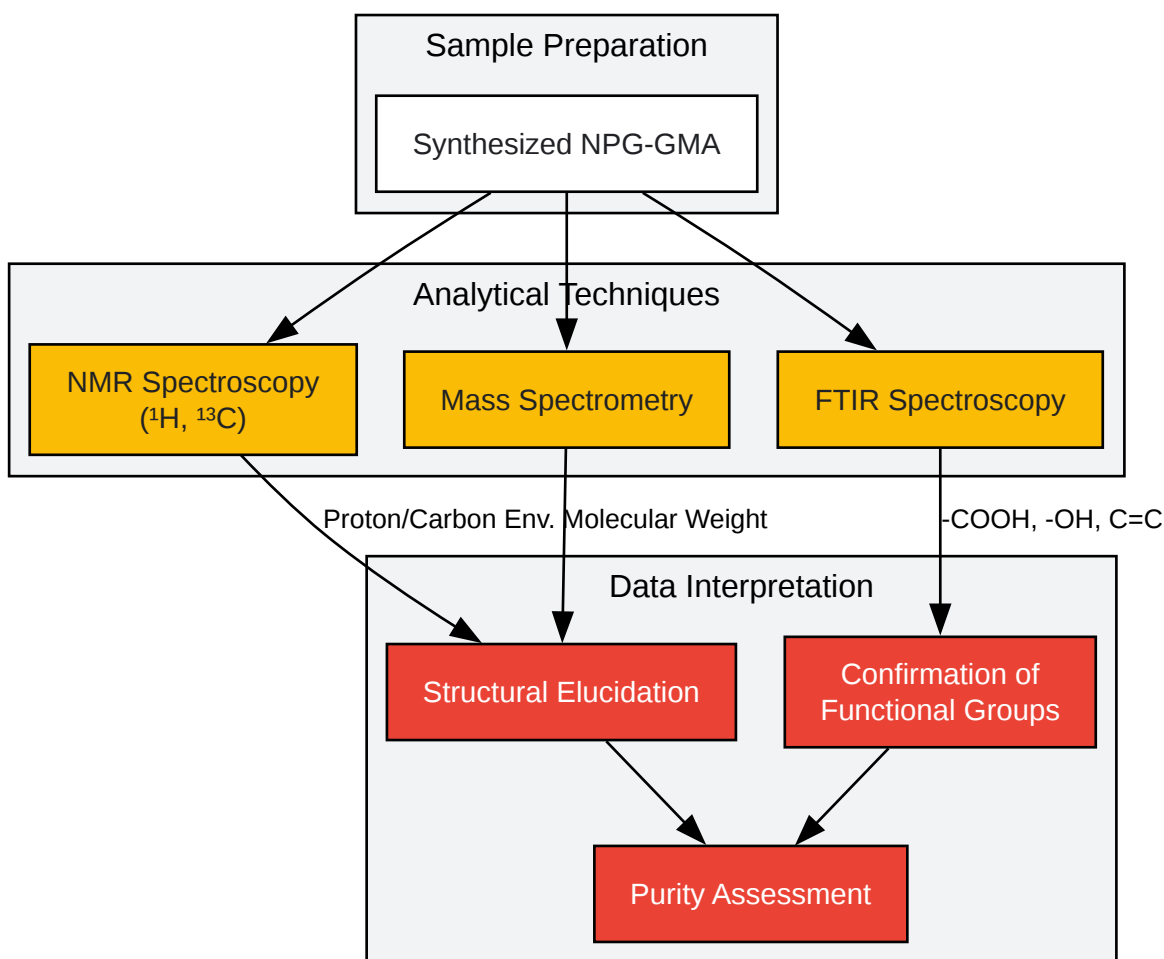 Sample Preparation
Synthesized NPG-GMA
Analytical Techniques
NMR Spectroscopy
(¹H, ¹³C)
Mass Spectrometry
FTIR Spectroscopy
Proton/Carbon Env.
Molecular Weight
-COOH, -OH, C=C
Data Interpretation
Structural Elucidation
Confirmation of
Functional Groups
Purity Assessment